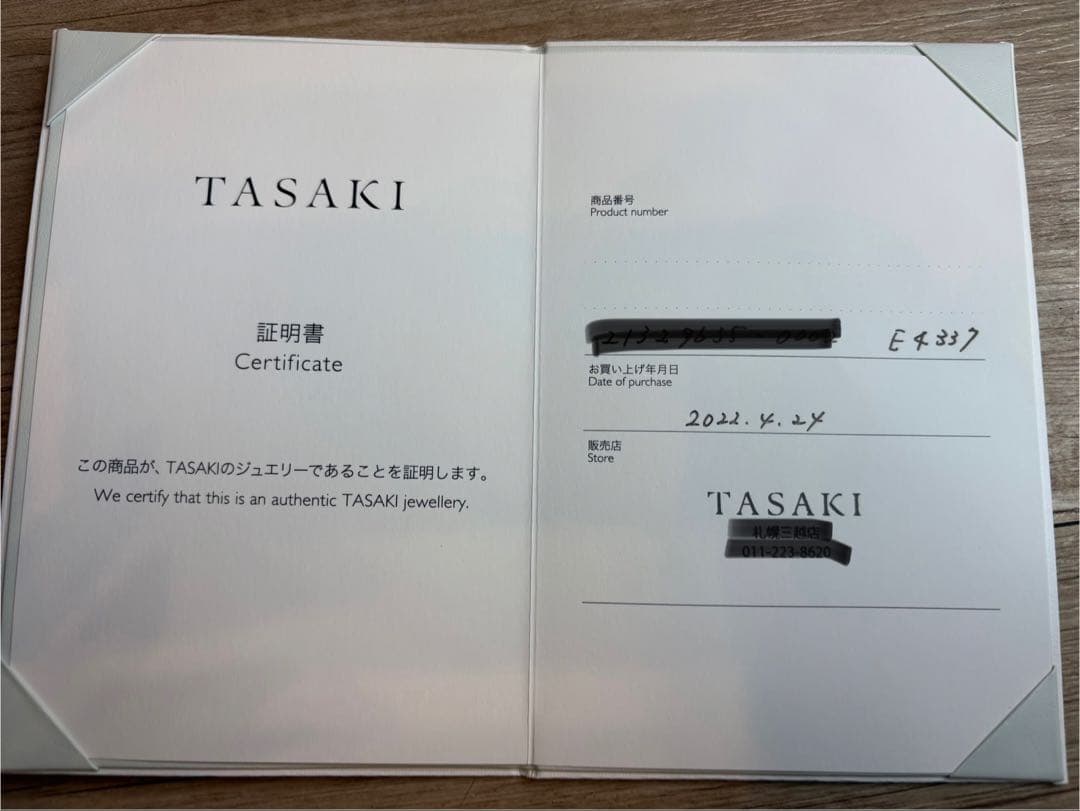 TASAKI
証明書
Certificate
この商品が、TASAKIのジュエリーであることを証明します。
We certify that this is an authentic TASAKI jewellery.
商品番号
Product number
E4337
お買い上げ年月日
Date of purchase
2022.4.24
販売店
Store
TASAKI